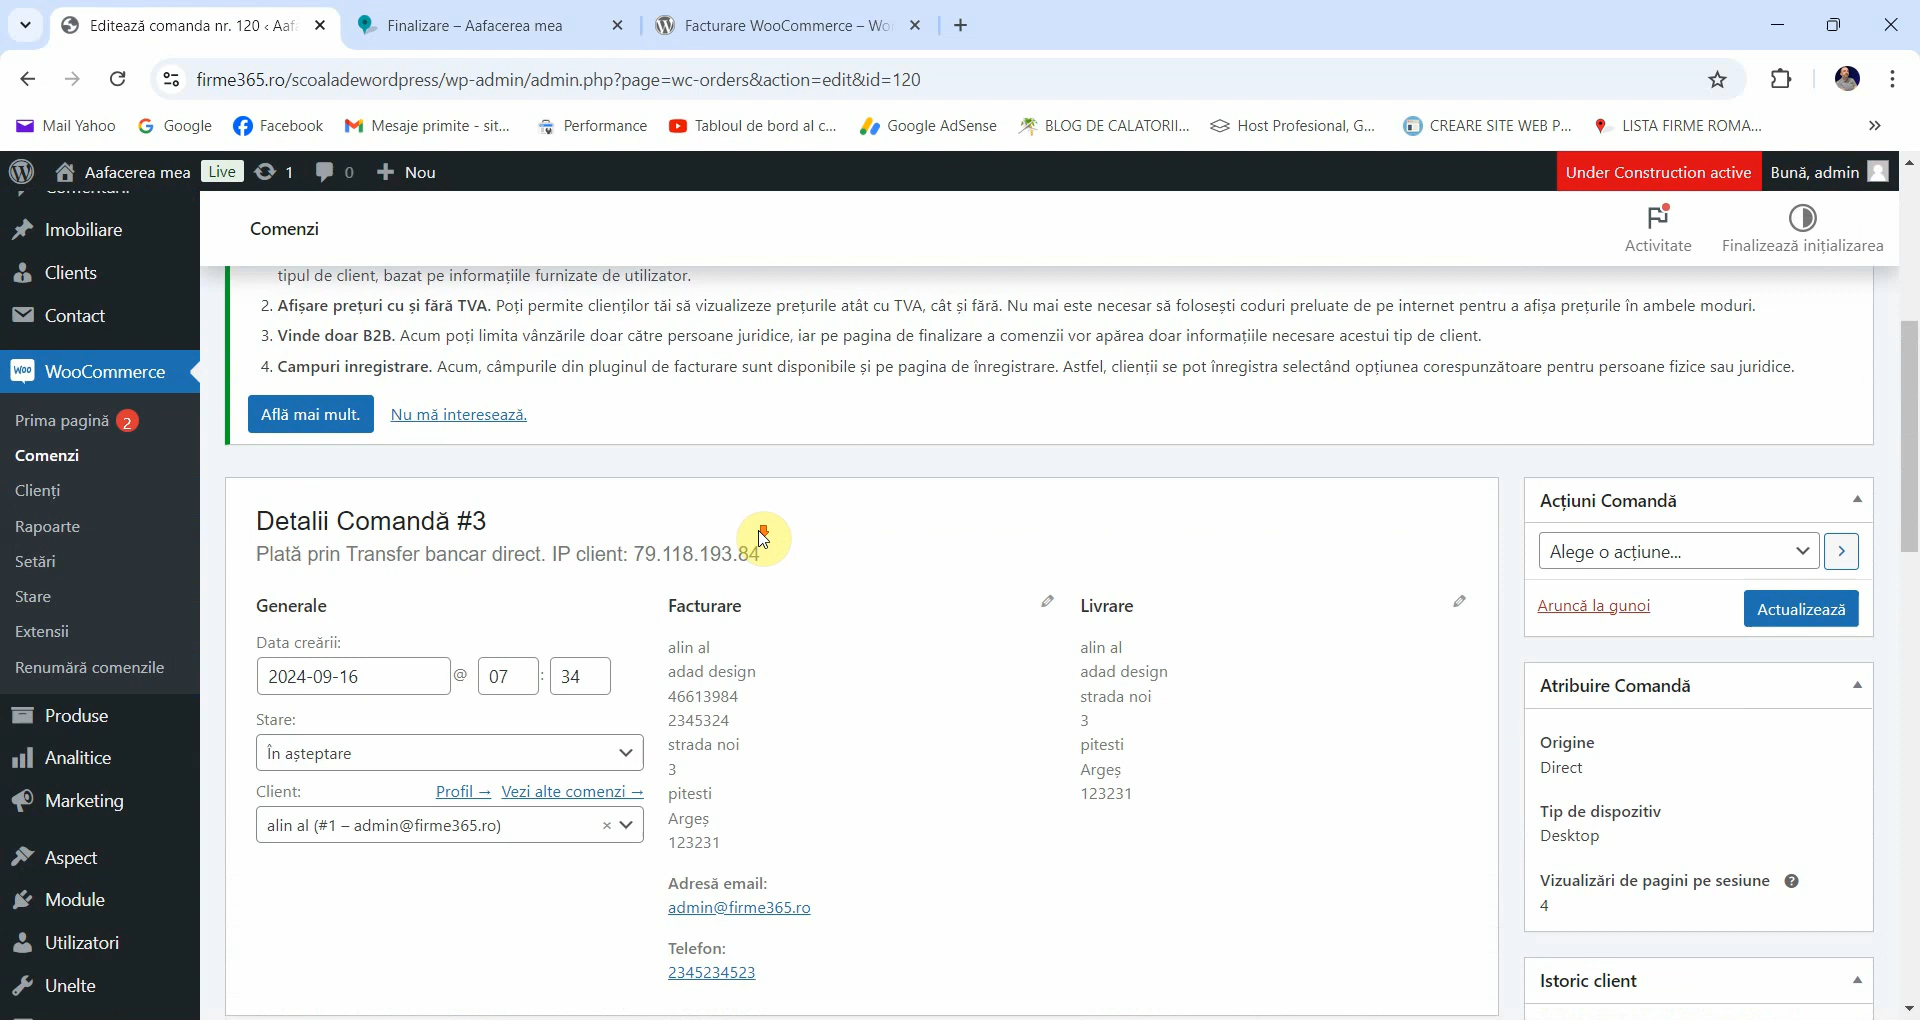 Editează comanda nr. 120 ‹ Aafa
Finalizare – Aafacerea mea
Facturare WooCommerce – Wo
firme365.ro/scoaladewordpress/wp-admin/admin.php?page=wc-orders&action=edit&id=120
Mail Yahoo
Google
Facebook
Mesaje primite - sit...
Performance
Tabloul de bord al c...
Google AdSense
BLOG DE CALATORII...
Host Profesional, G...
CREARE SITE WEB P...
LISTA FIRME ROMA...
»
Aafacerea mea
Live
1
0
Nou
Under Construction active
Bună, admin
Imobiliare
Clients
Contact
WooCommerce
Prima pagină 2
Comenzi
Clienți
Rapoarte
Setări
Stare
Extensii
Renumără comenzile
Produse
Analitice
Marketing
Aspect
Module
Utilizatori
Unelte
Comenzi
Activitate
Finalizează inițializarea
tipul de client, bazat pe informațiile furnizate de utilizator.
2. Afișare prețuri cu și fără TVA. Poți permite clienților tăi să vizualizeze prețurile atât cu TVA, cât și fără. Nu mai este necesar să folosești coduri preluate de pe internet pentru a afișa prețurile în ambele moduri.
3. Vinde doar B2B. Acum poți limita vânzările doar către persoane juridice, iar pe pagina de finalizare a comenzii vor apărea doar informațiile necesare acestui tip de client.
4. Campuri inregistrare. Acum, câmpurile din pluginul de facturare sunt disponibile și pe pagina de înregistrare. Astfel, clienții se pot înregistra selectând opțiunea corespunzătoare pentru persoane fizice sau juridice.
Află mai mult.
Nu mă interesează.
Detalii Comandă #3
Plată prin Transfer bancar direct. IP client: 79.118.193.84
Generale
Data creării:
2024-09-16 @ 07 : 34
Stare:
În așteptare
Client:
Profil →
Vezi alte comenzi →
alin al (#1 – admin@firme365.ro) ×
Facturare
alin al
adad design
46613984
2345324
strada noi
3
pitesti
Argeș
123231
Adresă email:
admin@firme365.ro
Telefon:
2345234523
Livrare
alin al
adad design
strada noi
3
pitesti
Argeș
123231
Acțiuni Comandă
Alege o acțiune...
Aruncă la gunoi
Actualizează
Atribuire Comandă
Origine
Direct
Tip de dispozitiv
Desktop
Vizualizări de pagini pe sesiune
4
Istoric client